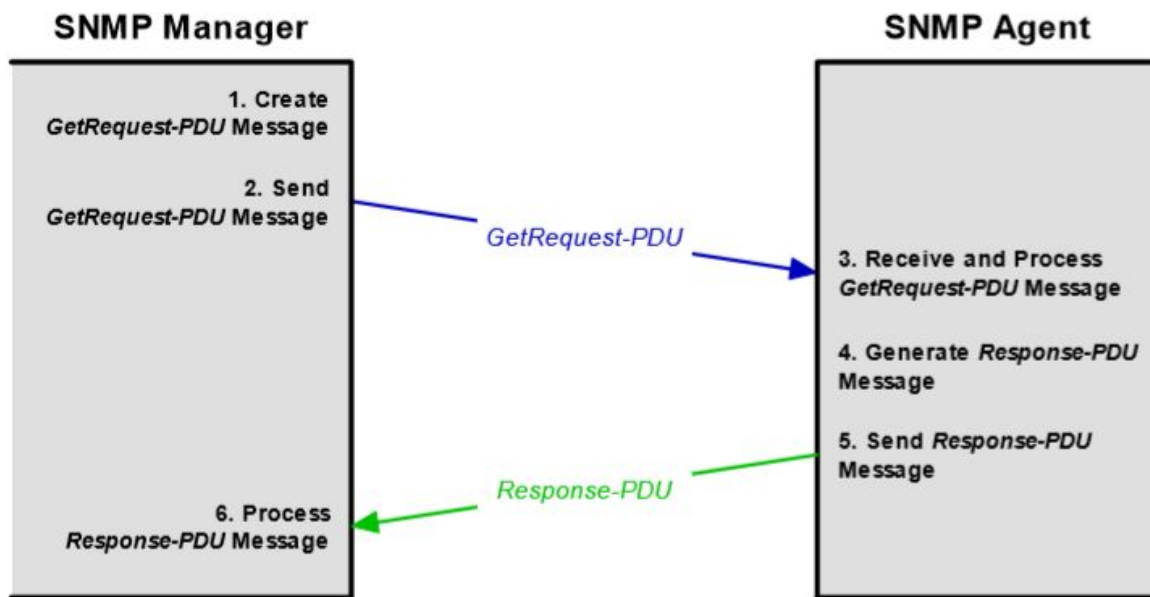 SNMP Manager
SNMP Agent
1. Create
GetRequest-PDU Message
2. Send
GetRequest-PDU Message
GetRequest-PDU
3. Receive and Process
GetRequest-PDU Message
4. Generate Response-PDU
Message
5. Send Response-PDU
Message
Response-PDU
6. Process
Response-PDU Message